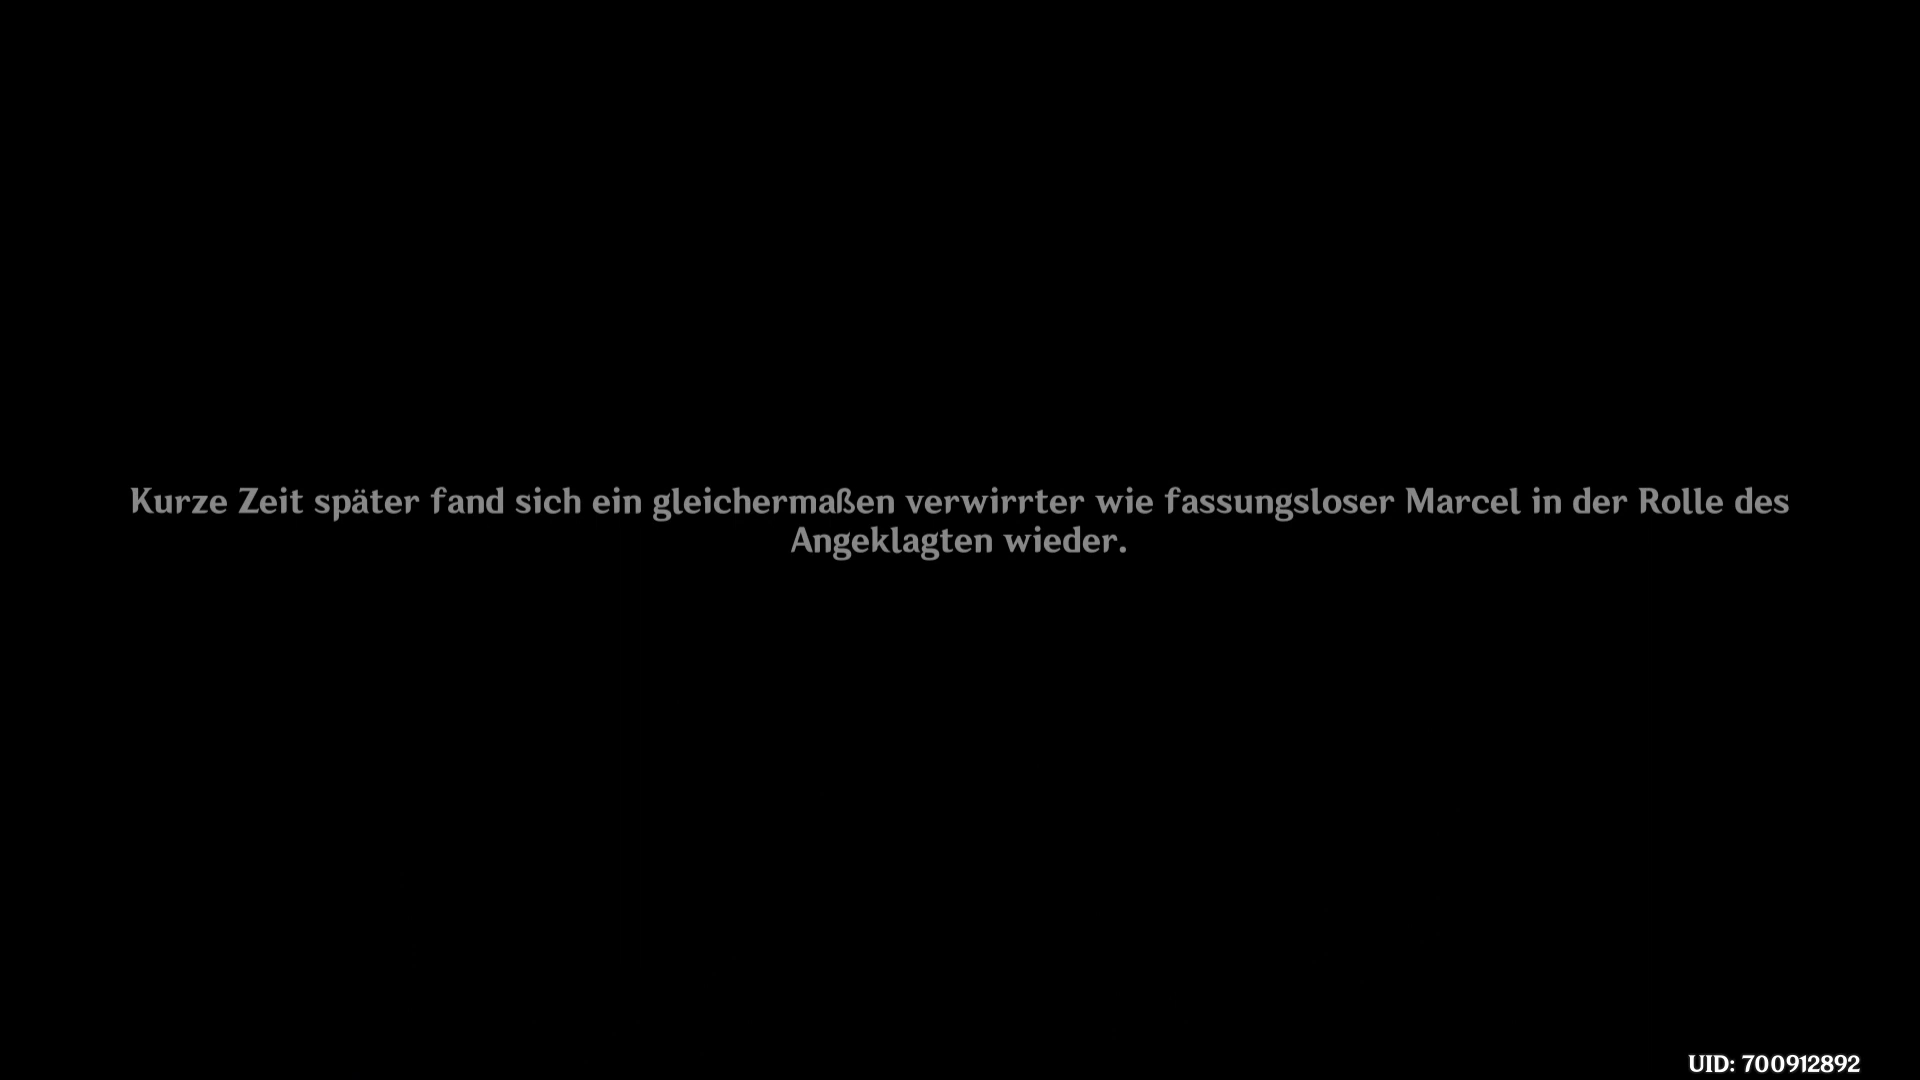 Kurze Zeit später fand sich ein gleichermaßen verwirrter wie fassungsloser Marcel in der Rolle des
Angeklagten wieder.
UID: 700912892